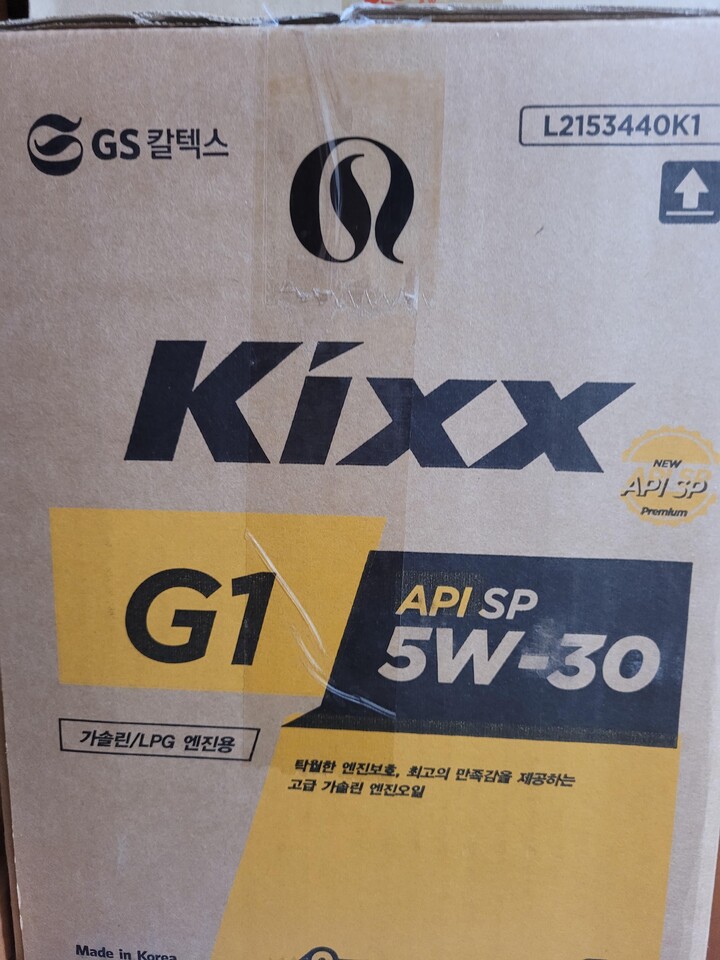 GS 칼텍스
L2153440K1
Kixx
NEW
API SP
Premium
G1
API SP
5W-30
가솔린/LPG 엔진용
탁월한 엔진보호, 최고의 만족감을 제공하는
고급 가솔린 엔진오일
Made in Korea